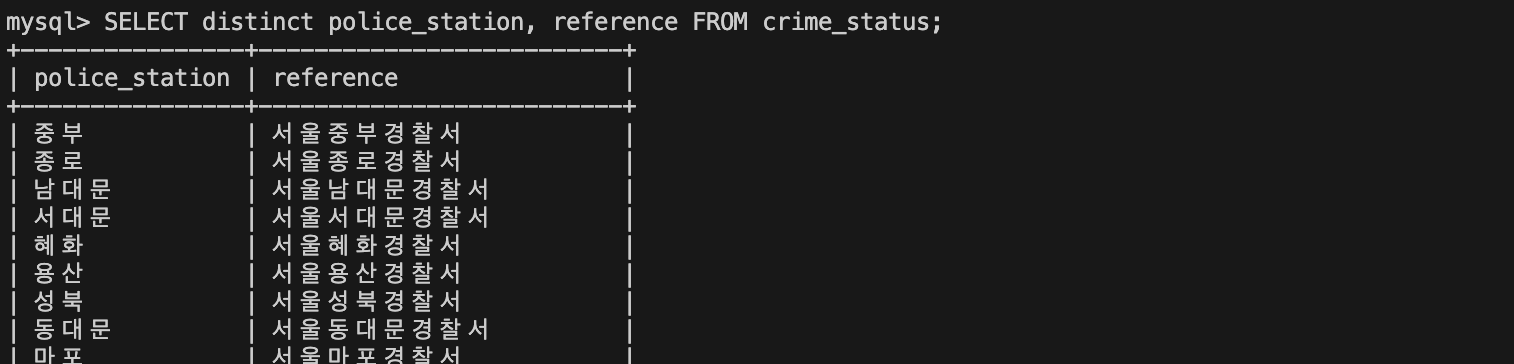 mysql> SELECT distinct police_station, reference FROM crime_status;
+----------------+--------------------------+
| police_station | reference                |
+----------------+--------------------------+
| 중부 | 서울중부경찰서 |
| 종로 | 서울종로경찰서 |
| 남대문 | 서울남대문경찰서 |
| 서대문 | 서울서대문경찰서 |
| 혜화 | 서울혜화경찰서 |
| 용산 | 서울용산경찰서 |
| 성북 | 서울성북경찰서 |
| 동대문 | 서울동대문경찰서 |
| 마포 | 서울마포경찰서 |